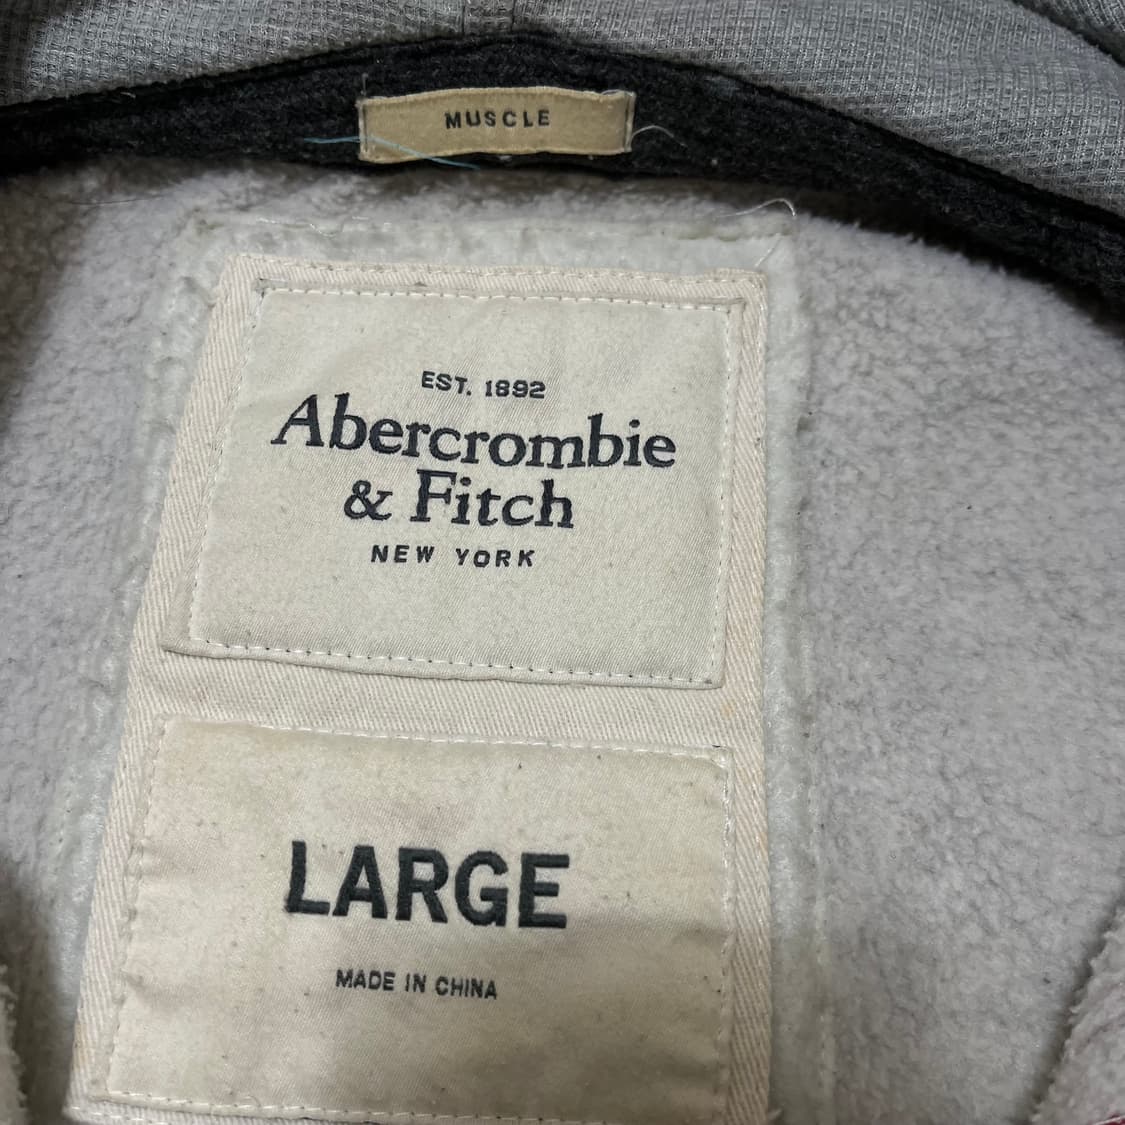 MUSCLE
EST. 1892
Abercrombie
& Fitch
NEW YORK
LARGE
MADE IN CHINA